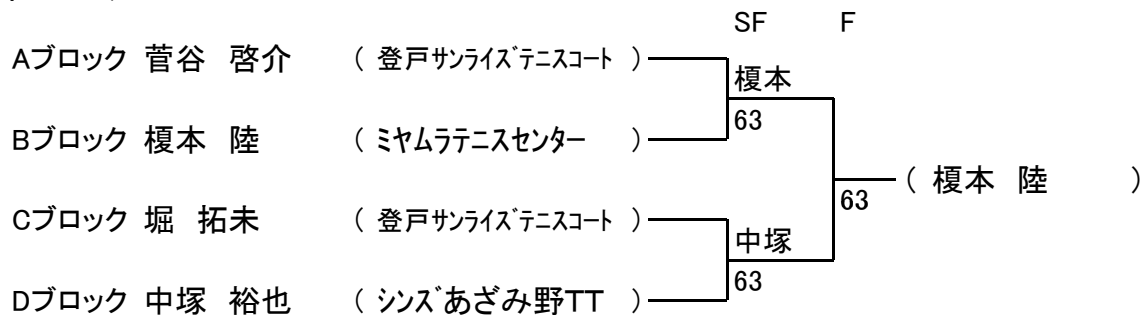 SF F
Aブロック 菅谷 啓介 ( 登戸サンライズテニスコート )
榎本
63
Bブロック 榎本 陸 ( ミヤムラテニスセンター )
( 榎本 陸 )
63
Cブロック 堀 拓未 ( 登戸サンライズテニスコート )
中塚
63
Dブロック 中塚 裕也 ( シンズあざみ野TT )